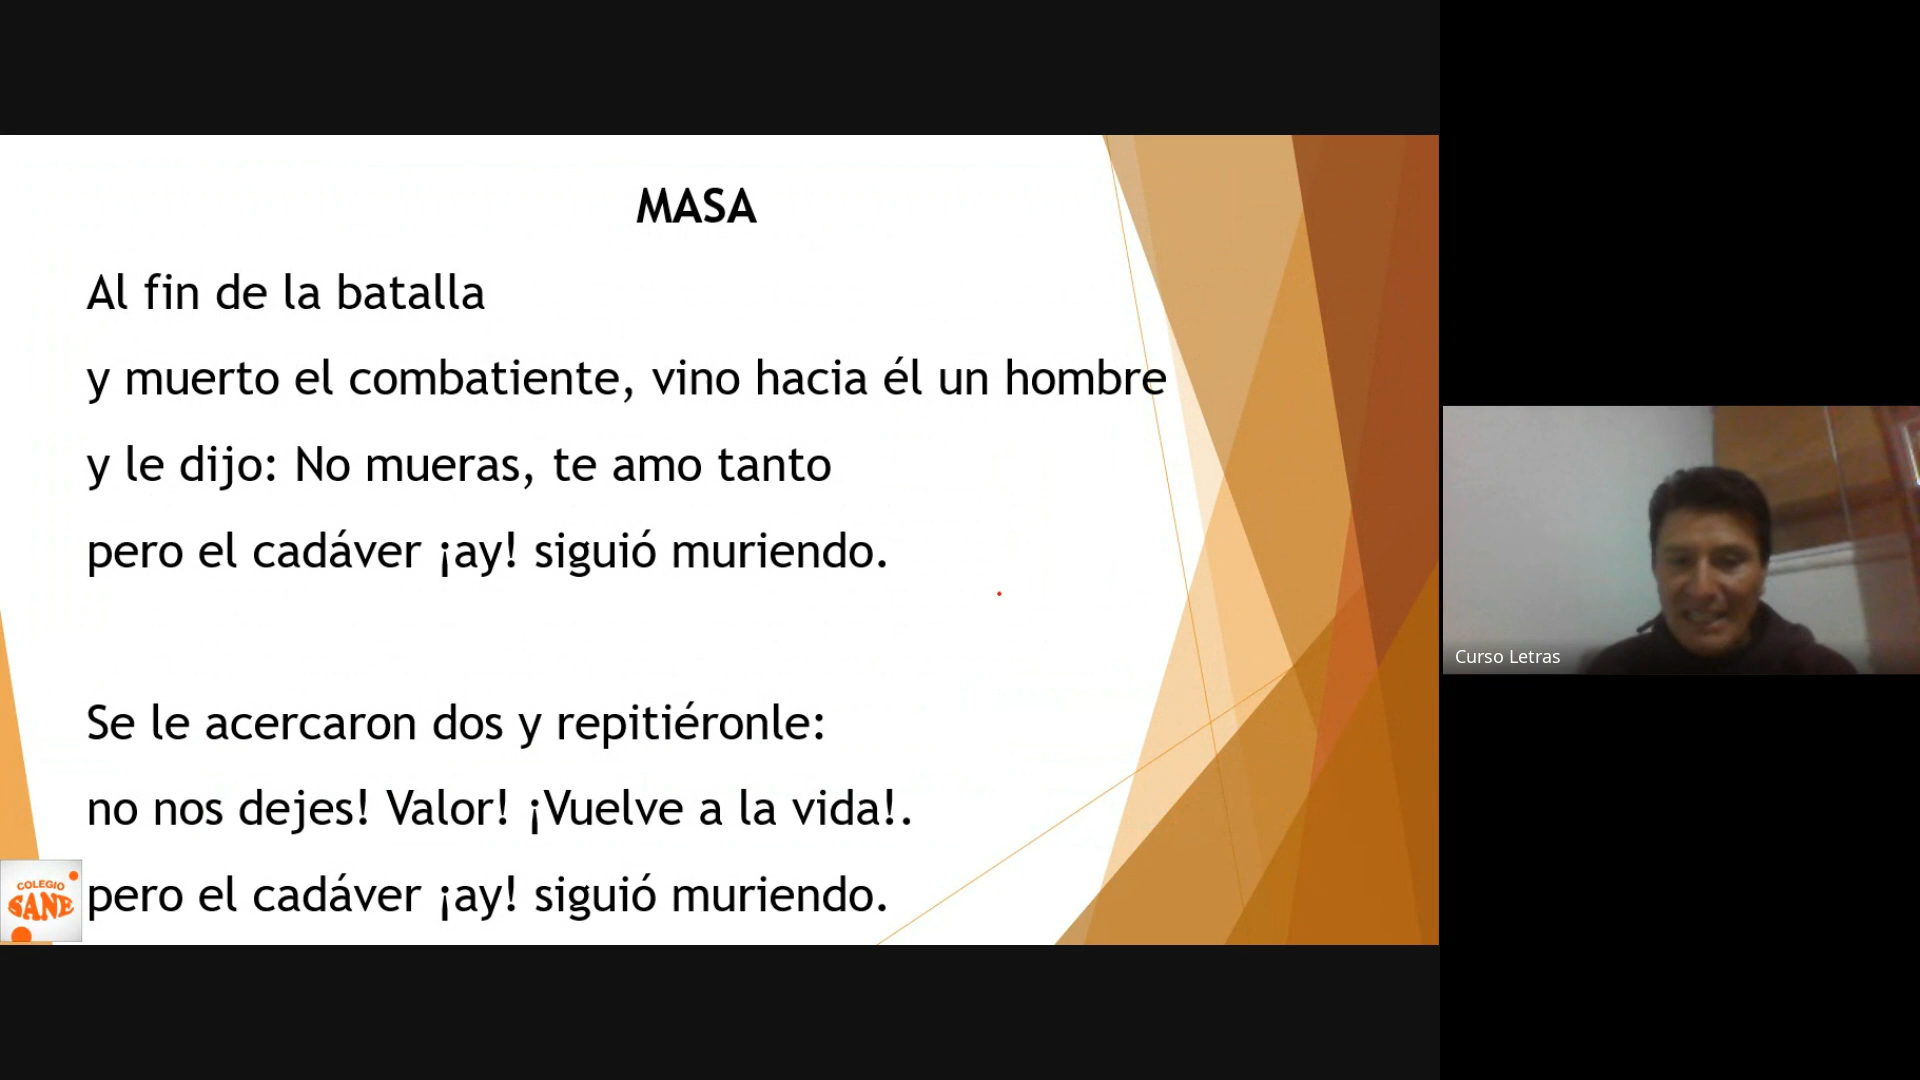 MASA
Al fin de la batalla
y muerto el combatiente, vino hacia él un hombre
y le dijo: No mueras, te amo tanto
pero el cadáver ¡ay! siguió muriendo.
Se le acercaron dos y repitiéronle:
no nos dejes! Valor! ¡Vuelve a la vida!.
pero el cadáver ¡ay! siguió muriendo.
COLEGIO
SANE
Curso Letras